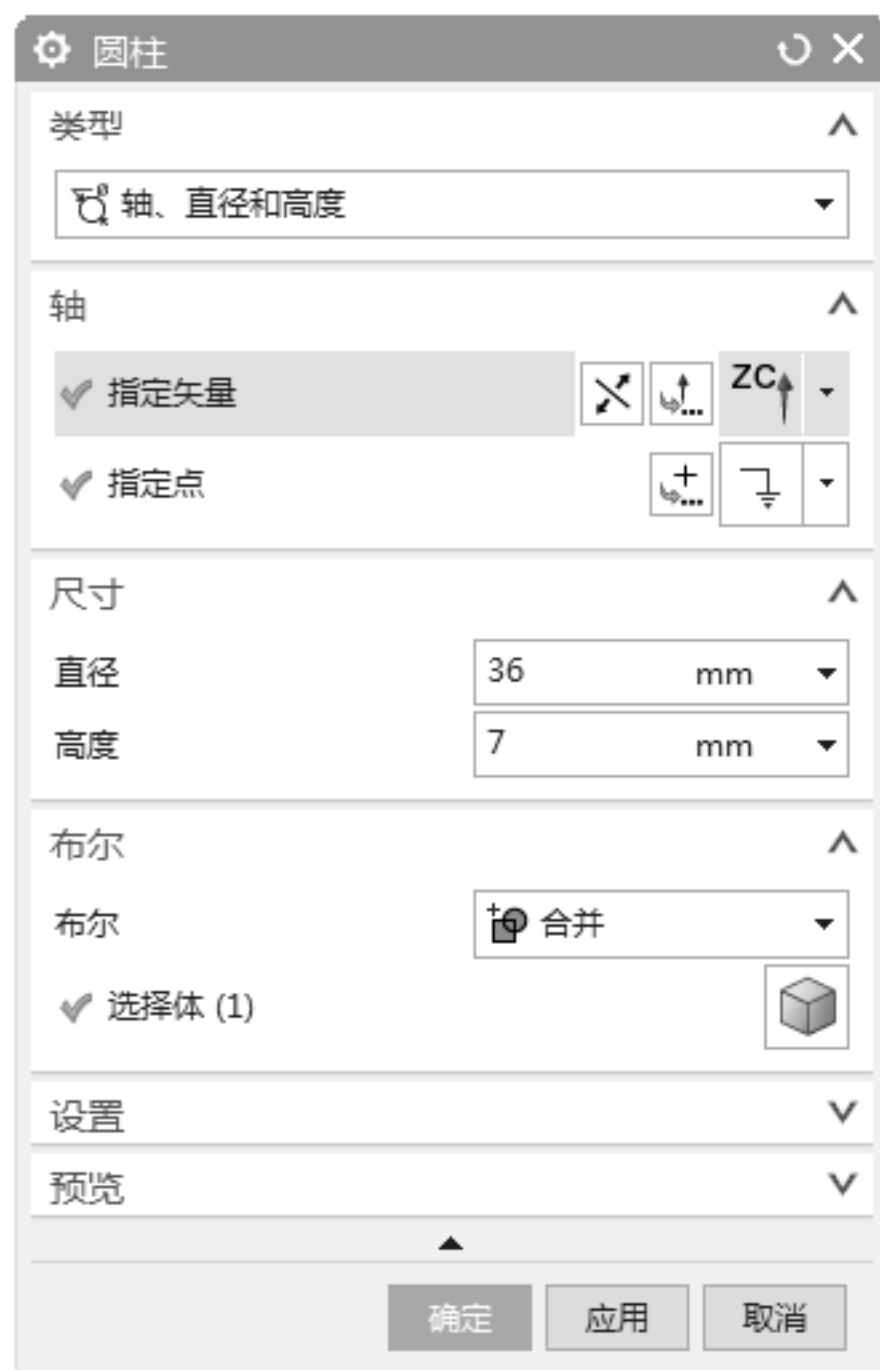 圆柱
类型
轴、直径和高度
轴
指定矢量
ZC
指定点
尺寸
直径 36 mm
高度 7 mm
布尔
布尔 合并
选择体 (1)
设置
预览
确定 应用 取消